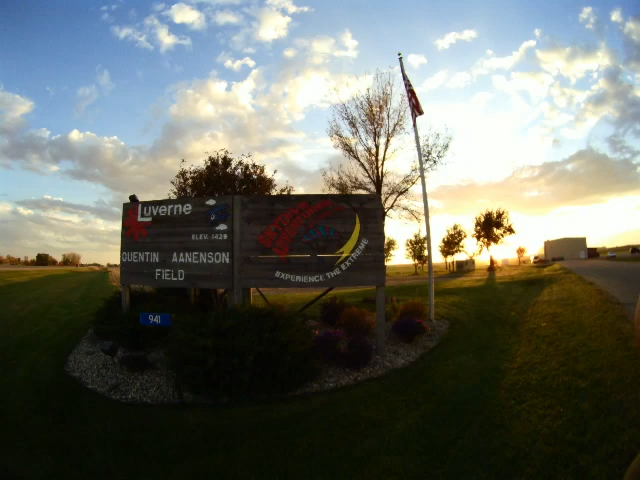 Luverne
ELEV. 1429
QUENTIN AANENSON
FIELD
EXPERIENCE THE EXTREME
941